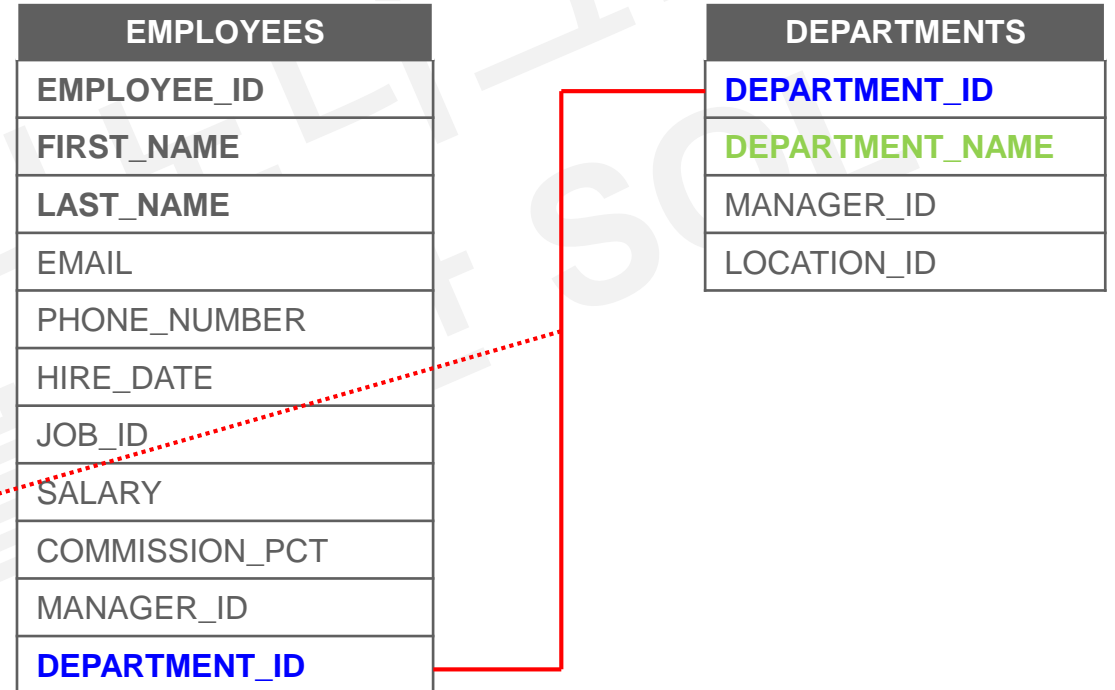 EMPLOYEES
EMPLOYEE_ID
FIRST_NAME
LAST_NAME
EMAIL
PHONE_NUMBER
HIRE_DATE
JOB_ID
SALARY
COMMISSION_PCT
MANAGER_ID
DEPARTMENT_ID
DEPARTMENTS
DEPARTMENT_ID
DEPARTMENT_NAME
MANAGER_ID
LOCATION_ID